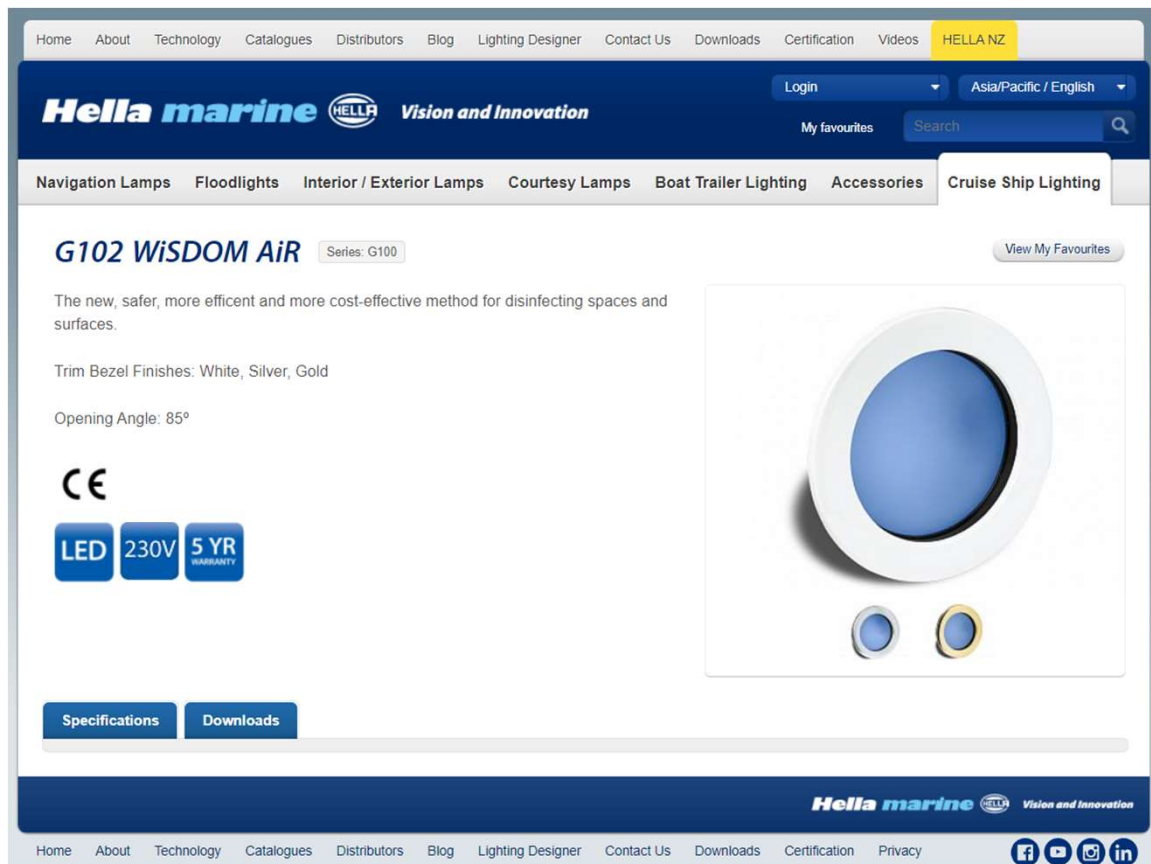 Home About Technology Catalogues Distributors Blog Lighting Designer Contact Us Downloads Certification Videos HELLA NZ
Login Asia/Pacific / English
Hella marine HELLA Vision and Innovation
My favourites Search
Navigation Lamps Floodlights Interior / Exterior Lamps Courtesy Lamps Boat Trailer Lighting Accessories Cruise Ship Lighting
G102 WiSDOM AiR Series: G100 View My Favourites
The new, safer, more efficent and more cost-effective method for disinfecting spaces and
surfaces.
Trim Bezel Finishes: White, Silver, Gold
Opening Angle: 85º
CE
LED 230V 5 YR
WARRANTY
Specifications Downloads
Hella marine HELLA Vision and Innovation
Home About Technology Catalogues Distributors Blog Lighting Designer Contact Us Downloads Certification Privacy